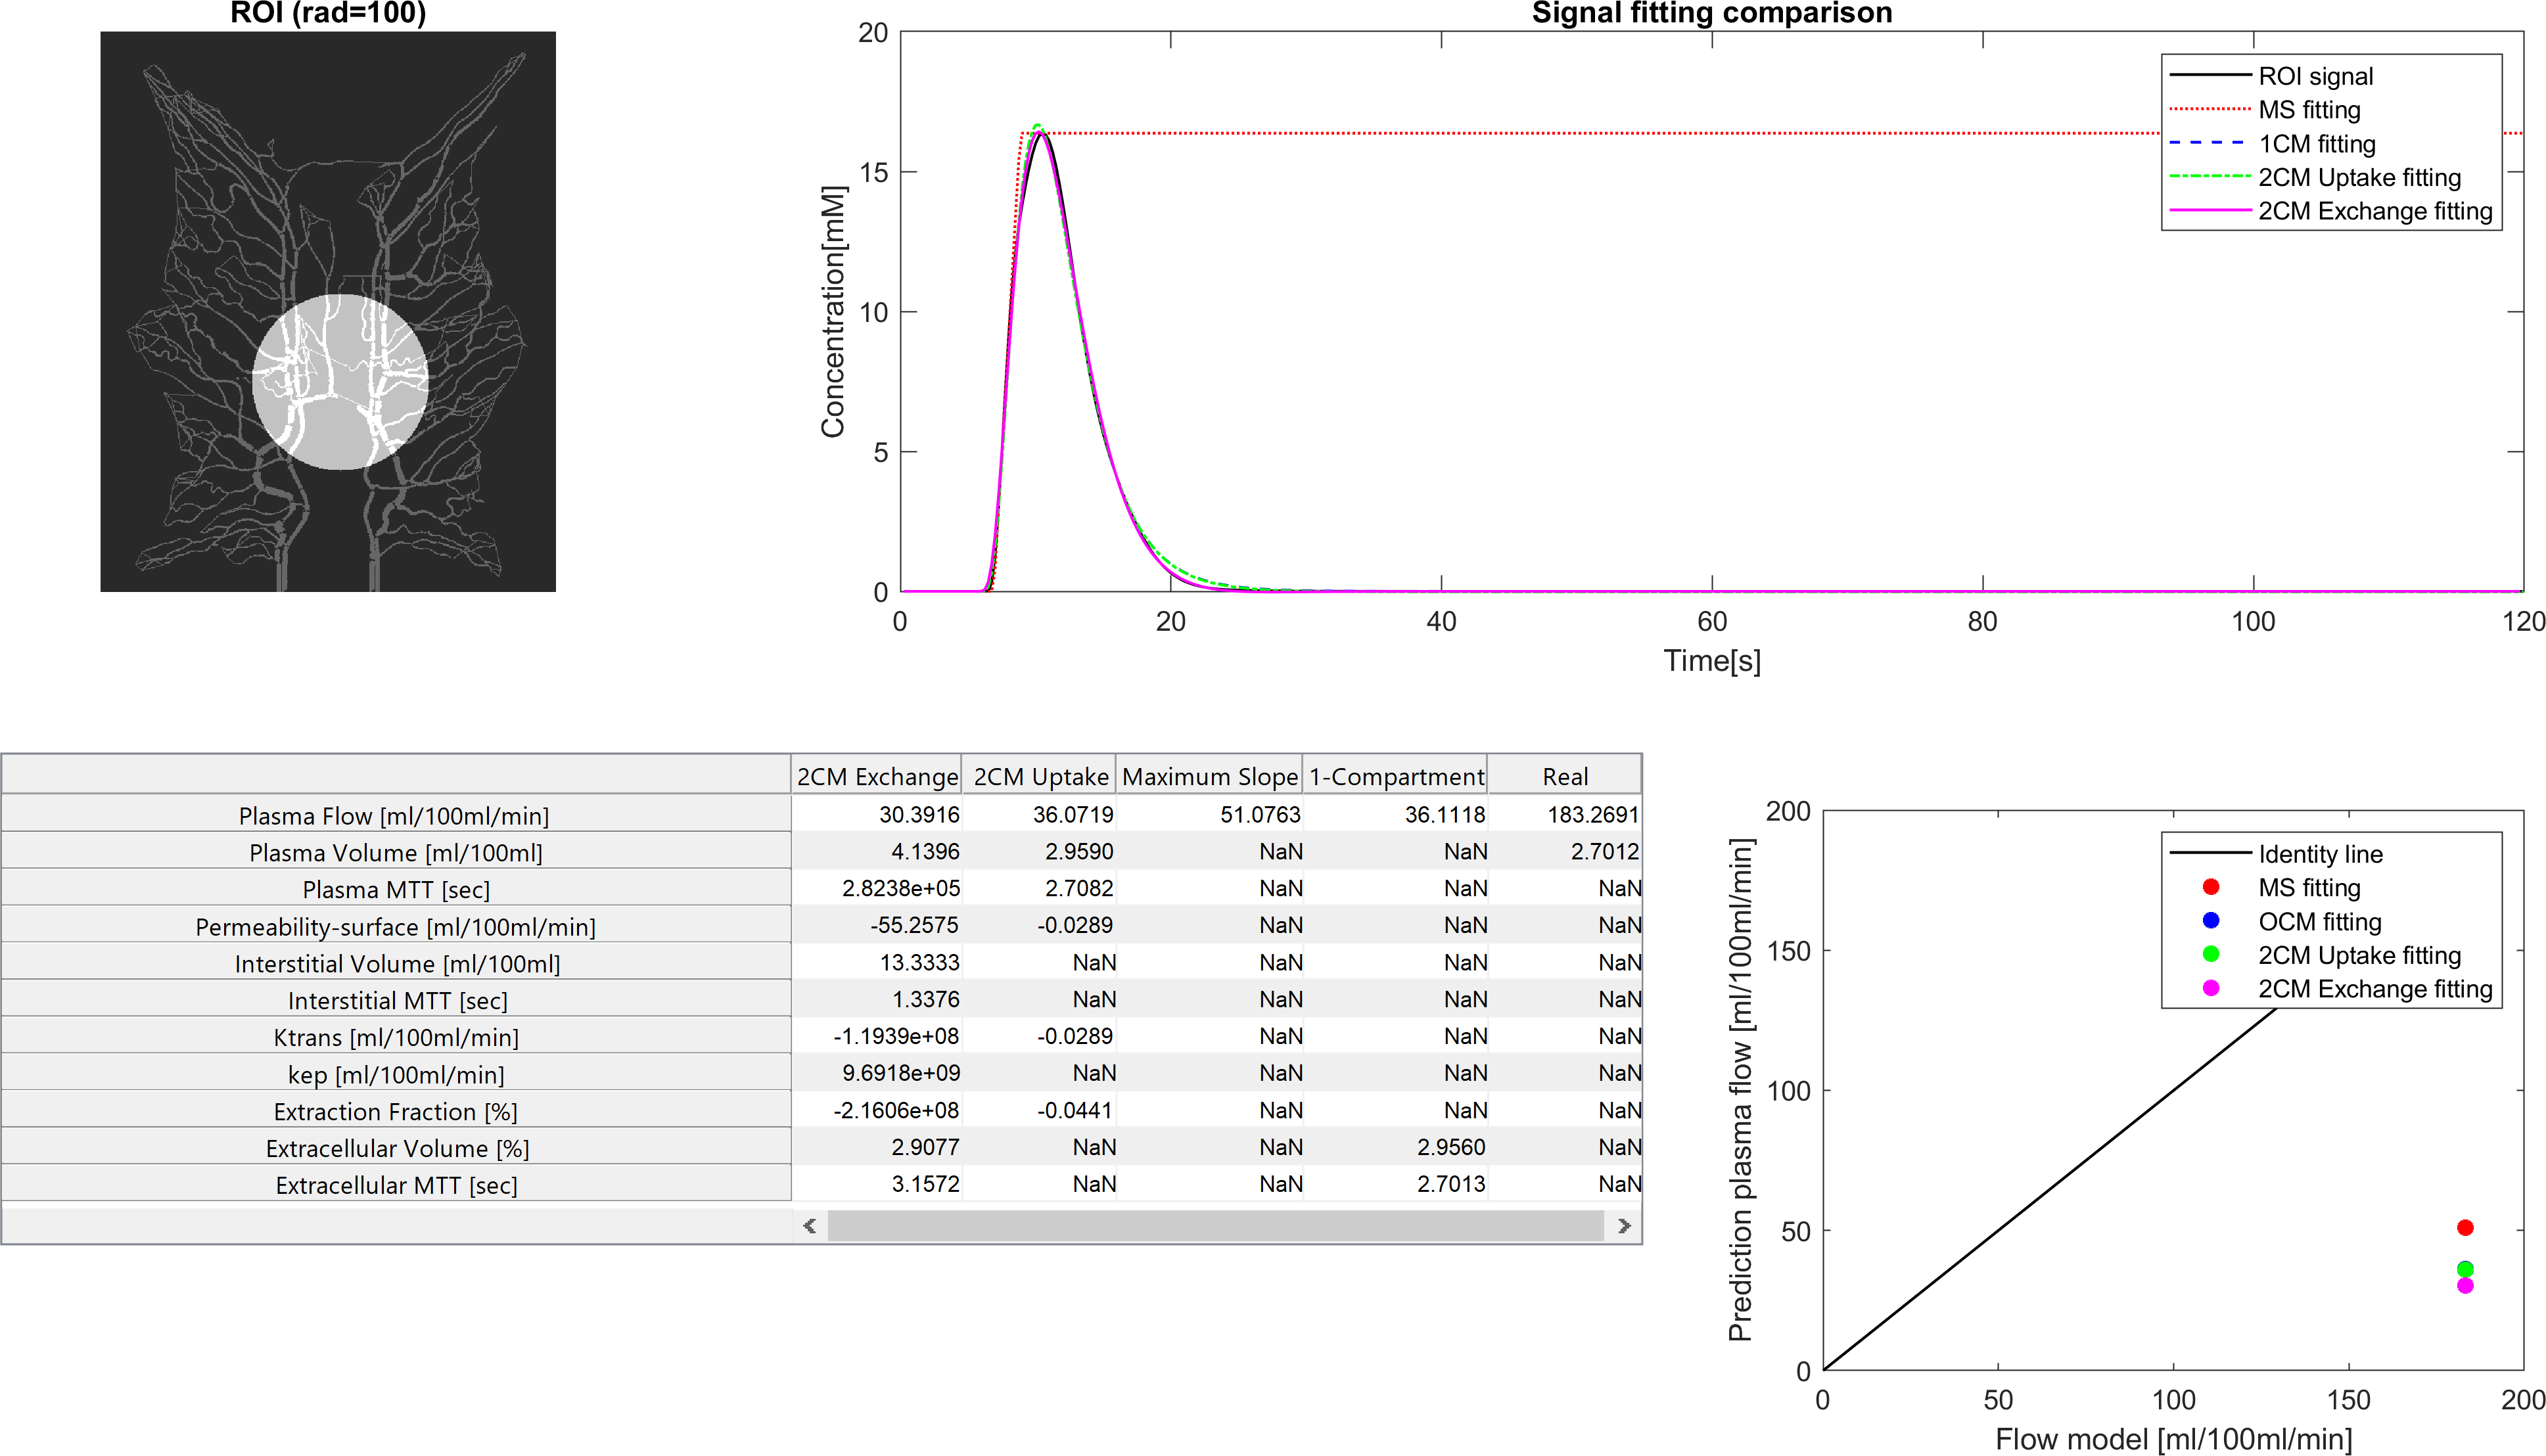 ROI (rad=100)
Signal fitting comparison
20
15
10
5
0
Concentration[mM]
0 20 40 60 80 100 120
Time[s]
ROI signal
MS fitting
1CM fitting
2CM Uptake fitting
2CM Exchange fitting
2CM Exchange 2CM Uptake Maximum Slope 1-Compartment Real
Plasma Flow [ml/100ml/min] 30.3916 36.0719 51.0763 36.1118 183.2691
Plasma Volume [ml/100ml] 4.1396 2.9590 NaN NaN 2.7012
Plasma MTT [sec] 2.8238e+05 2.7082 NaN NaN NaN
Permeability-surface [ml/100ml/min] -55.2575 -0.0289 NaN NaN NaN
Interstitial Volume [ml/100ml] 13.3333 NaN NaN NaN NaN
Interstitial MTT [sec] 1.3376 NaN NaN NaN NaN
Ktrans [ml/100ml/min] -1.1939e+08 -0.0289 NaN NaN NaN
kep [ml/100ml/min] 9.6918e+09 NaN NaN NaN NaN
Extraction Fraction [%] -2.1606e+08 -0.0441 NaN NaN NaN
Extracellular Volume [%] 2.9077 NaN NaN 2.9560 NaN
Extracellular MTT [sec] 3.1572 NaN NaN 2.7013 NaN
200
150
100
50
0
Prediction plasma flow [ml/100ml/min]
0 50 100 150 200
Flow model [ml/100ml/min]
Identity line
MS fitting
OCM fitting
2CM Uptake fitting
2CM Exchange fitting